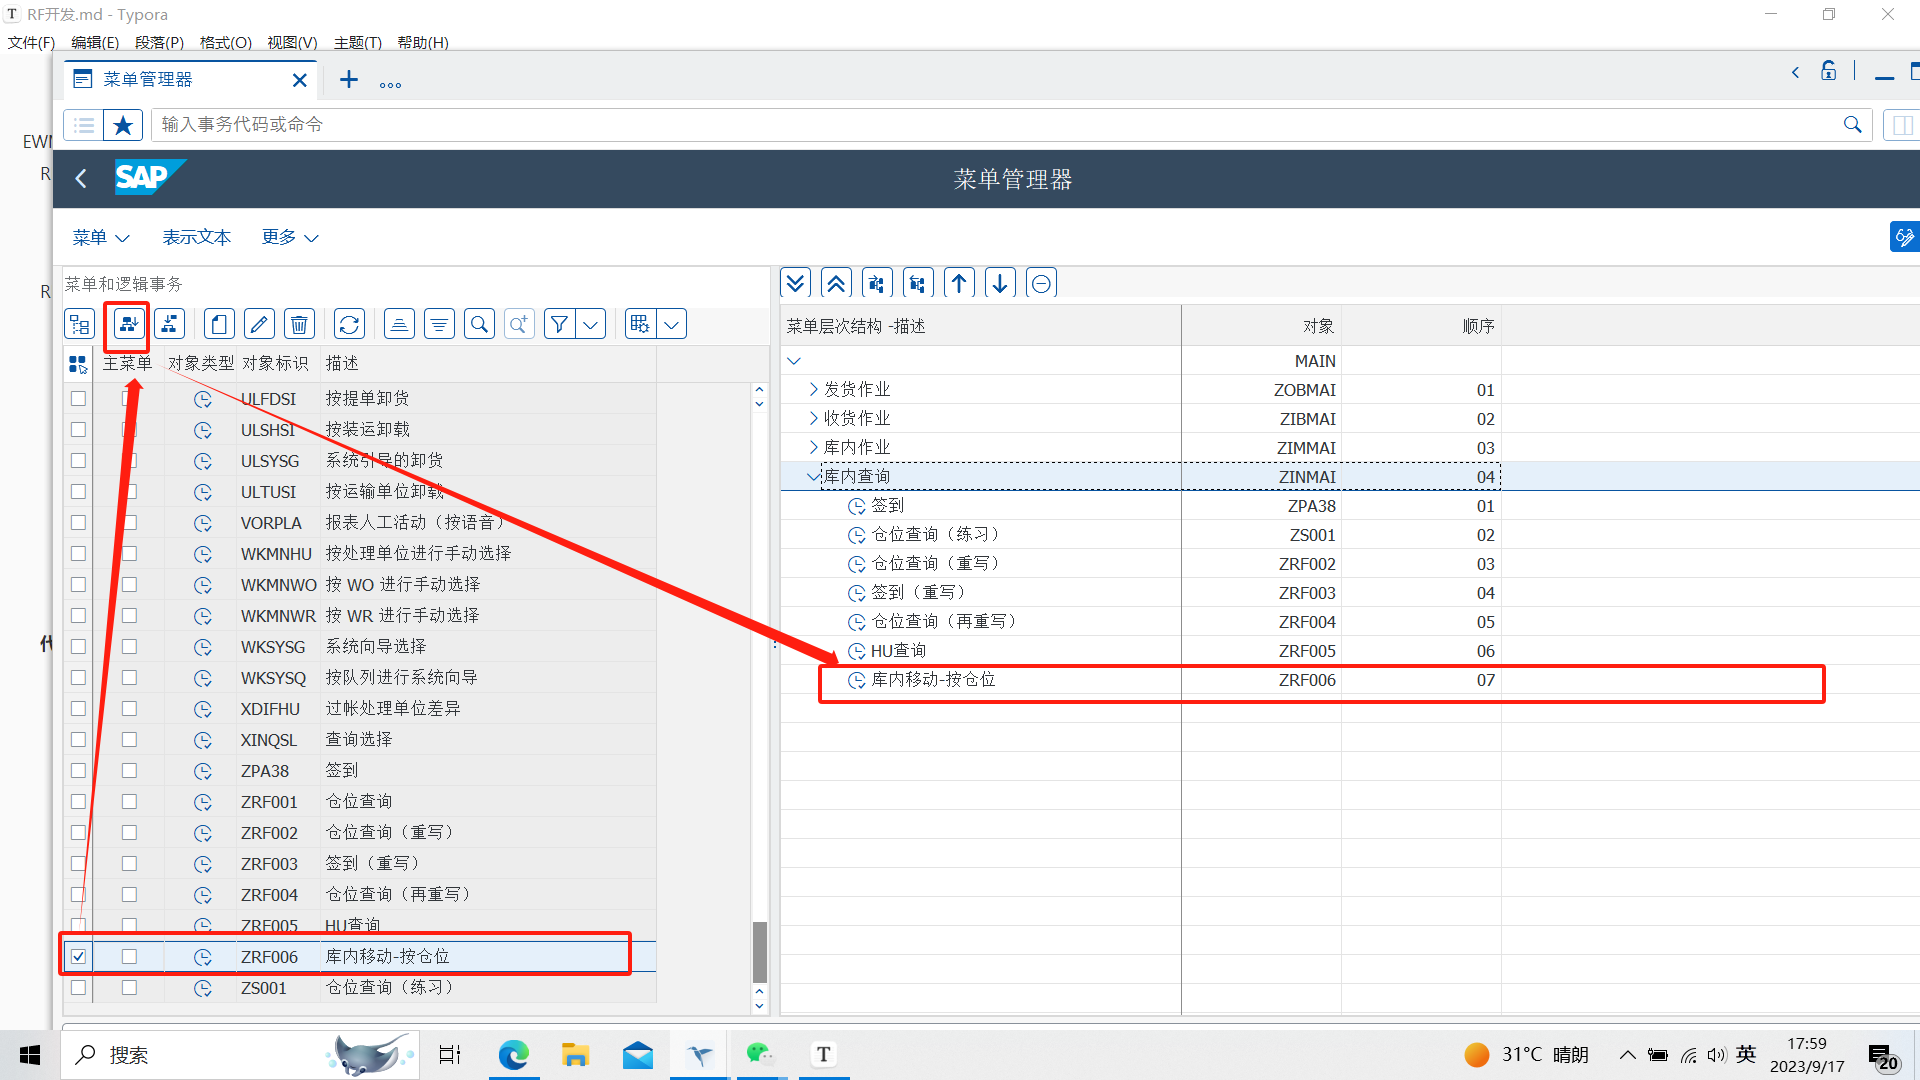 RF开发.md - Typora
文件(F) 编辑(E) 段落(P) 格式(O) 视图(V) 主题(T) 帮助(H)
菜单管理器
输入事务代码或命令
SAP
菜单管理器
菜单 表示文本 更多
菜单和逻辑事务
主菜单 对象类型 对象标识 描述
ULFDSI 按提单卸货
ULSHSI 按装运卸载
ULSYSG 系统引导的卸货
ULTUSI 按运输单位卸载
VORPLA 报表人工活动（按语音）
WKMNHU 按处理单位进行手动选择
WKMNWO 按 WO 进行手动选择
WKMNWR 按 WR 进行手动选择
WKSYSG 系统向导选择
WKSYSQ 按队列进行系统向导
XDIFHU 过帐处理单位差异
XINQSL 查询选择
ZPA38 签到
ZRF001 仓位查询
ZRF002 仓位查询（重写）
ZRF003 签到（重写）
ZRF004 仓位查询（再重写）
ZRF005 HU查询
ZRF006 库内移动-按仓位
ZS001 仓位查询（练习）
菜单层次结构 -描述 对象 顺序
MAIN
发货作业 ZOBMAI 01
收货作业 ZIBMAI 02
库内作业 ZIMMAI 03
库内查询 ZINMAI 04
签到 ZPA38 01
仓位查询（练习） ZS001 02
仓位查询（重写） ZRF002 03
签到（重写） ZRF003 04
仓位查询（再重写） ZRF004 05
HU查询 ZRF005 06
库内移动-按仓位 ZRF006 07
搜索
31°C 晴朗
英
17:59
2023/9/17
20